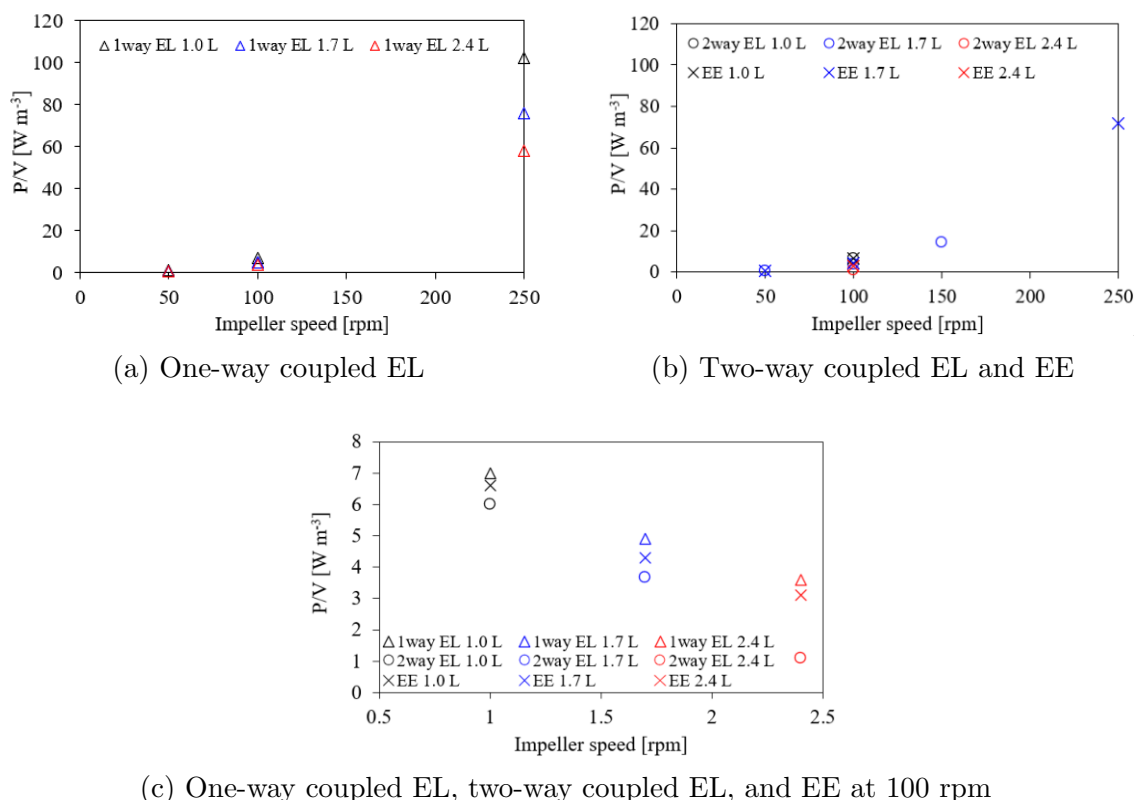 120
100
80
60
40
20
0
P/V [W m-3]
1way EL 1.0 L 1way EL 1.7 L 1way EL 2.4 L
0 50 100 150 200 250
Impeller speed [rpm]
(a) One-way coupled EL
120
100
80
60
40
20
0
P/V [W m-3]
2way EL 1.0 L 2way EL 1.7 L 2way EL 2.4 L
EE 1.0 L EE 1.7 L EE 2.4 L
0 50 100 150 200 250
Impeller speed [rpm]
(b) Two-way coupled EL and EE
8
7
6
5
4
3
2
1
0
P/V [W m-3]
1way EL 1.0 L 1way EL 1.7 L 1way EL 2.4 L
2way EL 1.0 L 2way EL 1.7 L 2way EL 2.4 L
EE 1.0 L EE 1.7 L EE 2.4 L
0.5 1 1.5 2 2.5
Impeller speed [rpm]
(c) One-way coupled EL, two-way coupled EL, and EE at 100 rpm